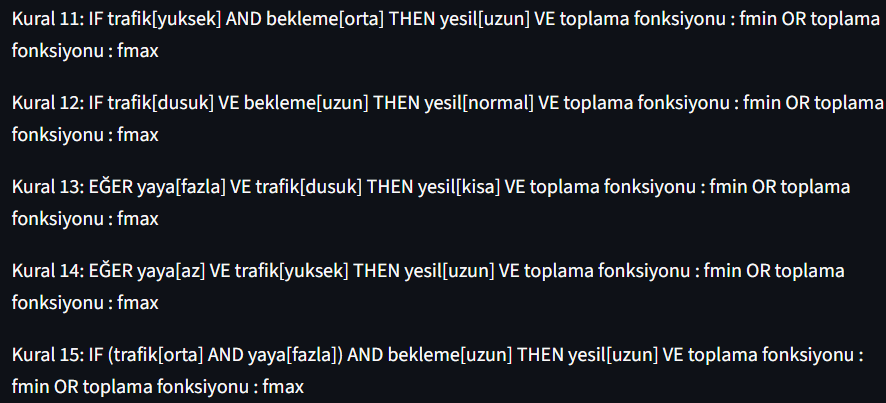 Kural 11: IF trafik[yuksek] AND bekleme[orta] THEN yesil[uzun] VE toplama fonksiyonu : fmin OR toplama
fonksiyonu : fmax
Kural 12: IF trafik[dusuk] VE bekleme[uzun] THEN yesil[normal] VE toplama fonksiyonu : fmin OR toplama
fonksiyonu : fmax
Kural 13: EĞER yaya[fazla] VE trafik[dusuk] THEN yesil[kisa] VE toplama fonksiyonu : fmin OR toplama
fonksiyonu : fmax
Kural 14: EĞER yaya[az] VE trafik[yuksek] THEN yesil[uzun] VE toplama fonksiyonu : fmin OR toplama
fonksiyonu : fmax
Kural 15: IF (trafik[orta] AND yaya[fazla]) AND bekleme[uzun] THEN yesil[uzun] VE toplama fonksiyonu :
fmin OR toplama fonksiyonu : fmax